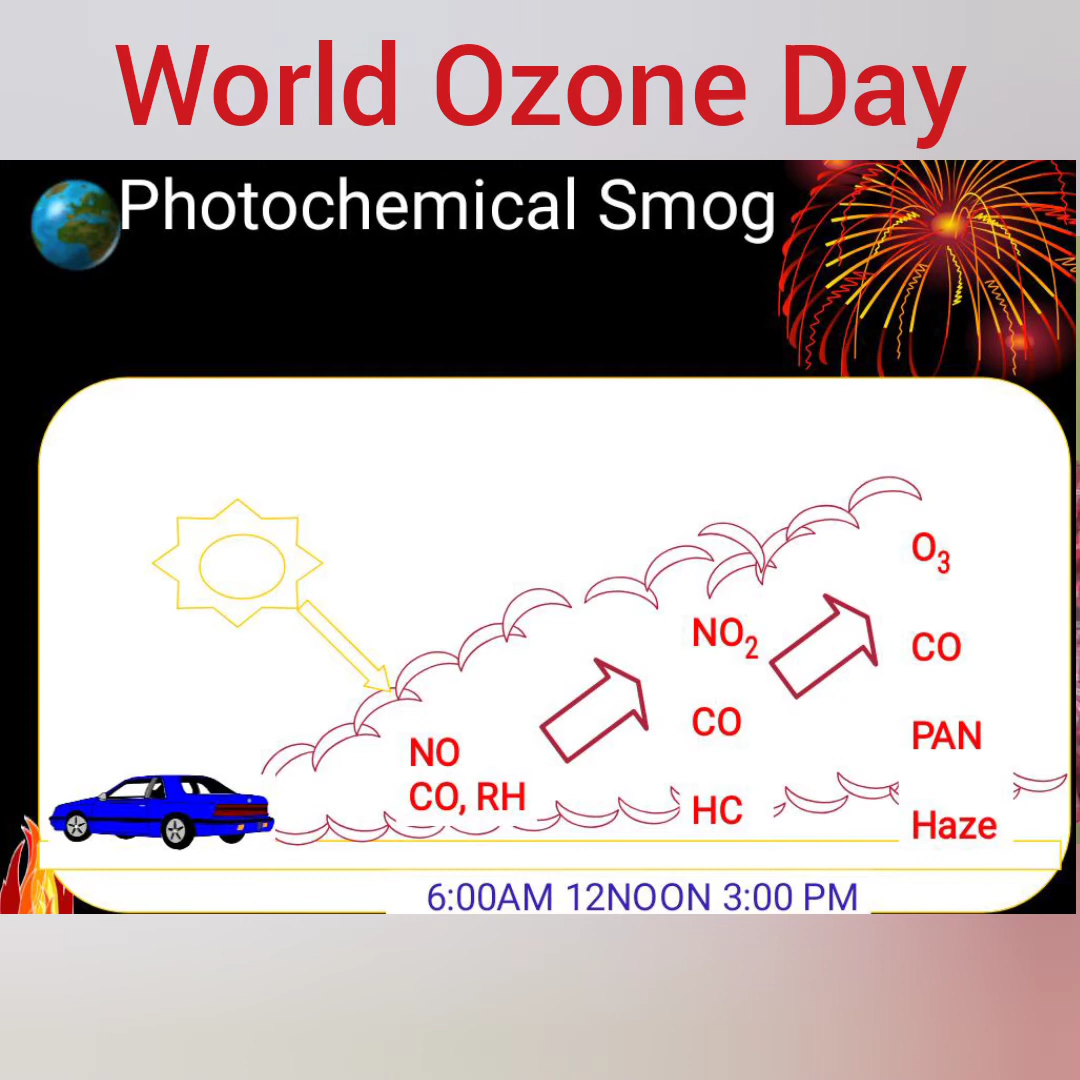 World Ozone Day
Photochemical Smog
NO
CO, RH
NO₂
CO
HC
O₃
CO
PAN
Haze
6:00AM 12NOON 3:00 PM